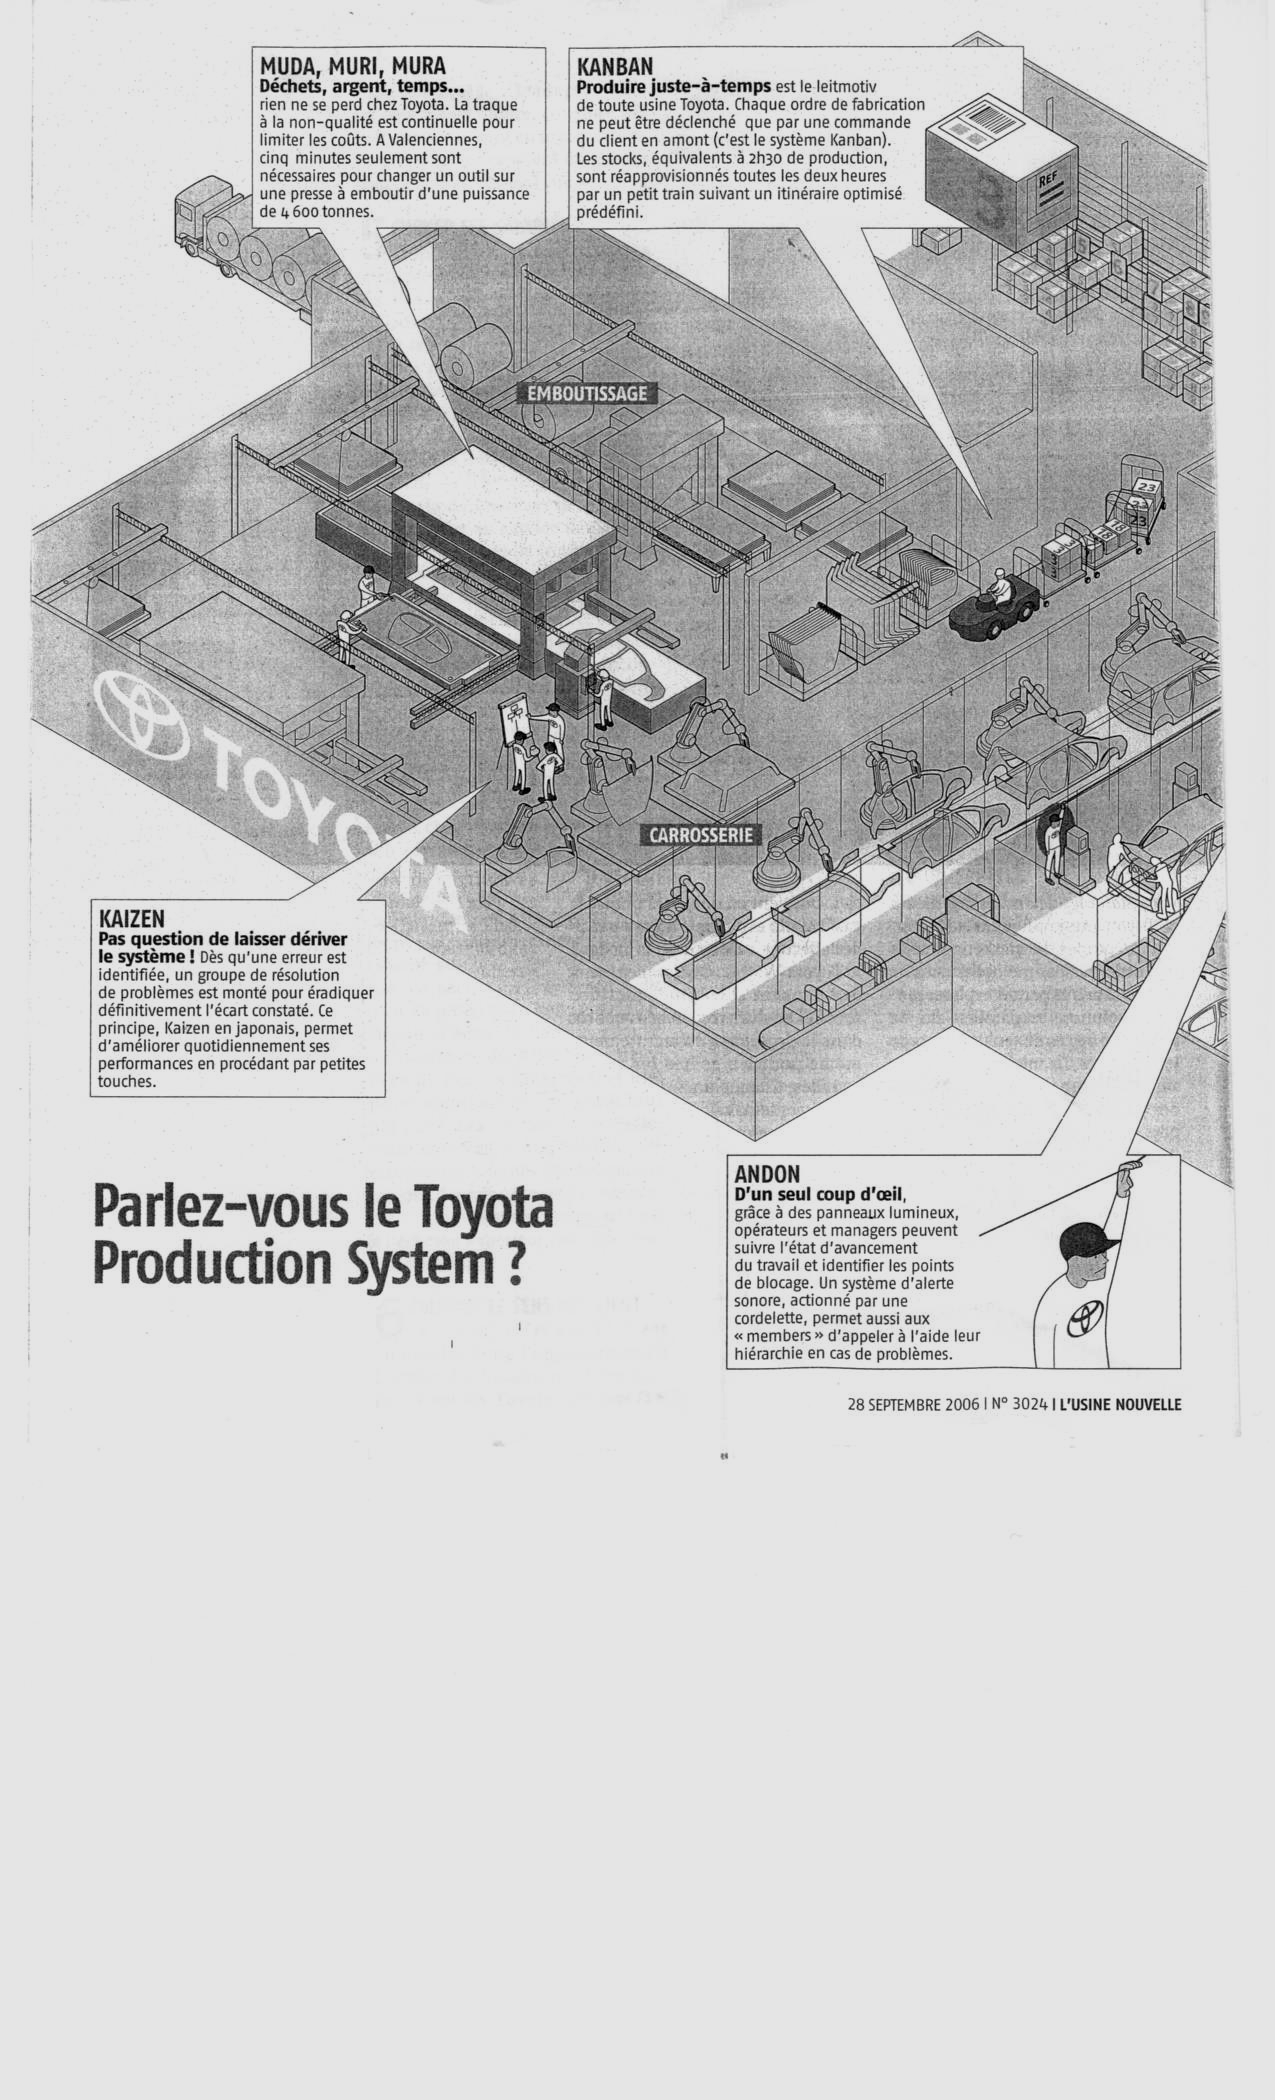 MUDA, MURI, MURA
Déchets, argent, temps...
rien ne se perd chez Toyota. La traque
à la non-qualité est continuelle pour
limiter les coûts. A Valenciennes,
cinq minutes seulement sont
nécessaires pour changer un outil sur
une presse à emboutir d'une puissance
de 4 600 tonnes.
KANBAN
Produire juste-à-temps est le leitmotiv
de toute usine Toyota. Chaque ordre de fabrication
ne peut être déclenché que par une commande
du client en amont (c'est le système Kanban).
Les stocks, équivalents à 2h30 de production,
sont réapprovisionnés toutes les deux heures
par un petit train suivant un itinéraire optimisé
prédéfini.
REF
3
EMBOUTISSAGE
23
23
TOYOTA
CARROSSERIE
KAIZEN
Pas question de laisser dériver
le système ! Dès qu'une erreur est
identifiée, un groupe de résolution
de problèmes est monté pour éradiquer
définitivement l'écart constaté. Ce
principe, Kaizen en japonais, permet
d'améliorer quotidiennement ses
performances en procédant par petites
touches.
Parlez-vous le Toyota
Production System ?
ANDON
D'un seul coup d'œil,
grâce à des panneaux lumineux,
opérateurs et managers peuvent
suivre l'état d'avancement
du travail et identifier les points
de blocage. Un système d'alerte
sonore, actionné par une
cordelette, permet aussi aux
« members » d'appeler à l'aide leur
hiérarchie en cas de problèmes.
28 SEPTEMBRE 2006 I N° 3024 I L'USINE NOUVELLE